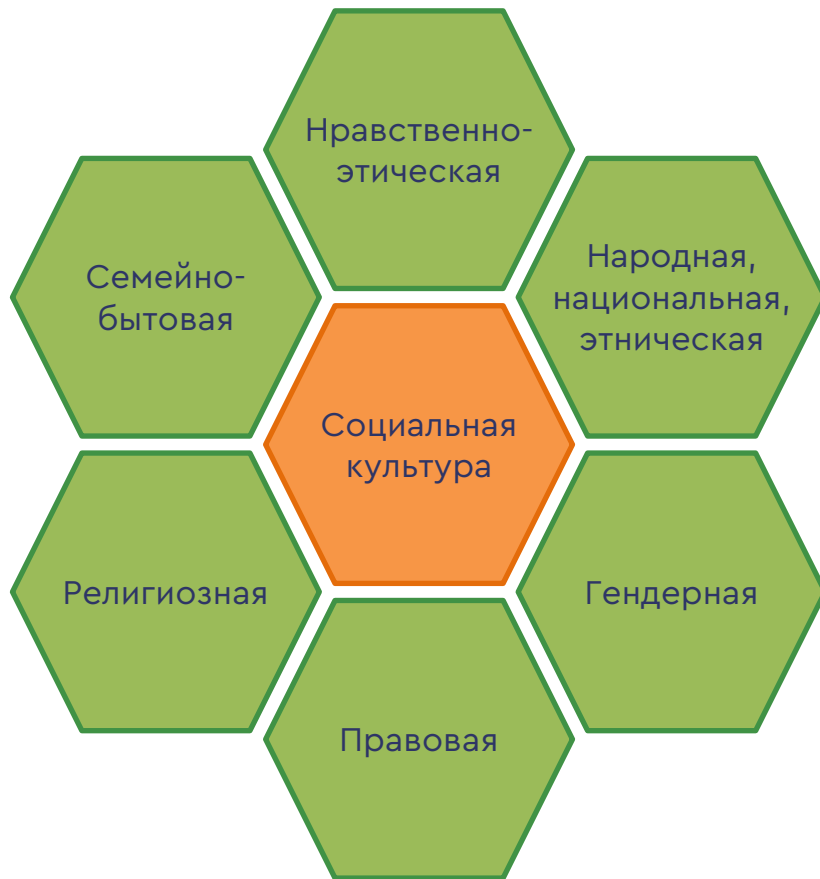 Нравственно-
этическая
Семейно-
бытовая
Народная,
национальная,
этническая
Социальная
культура
Религиозная
Гендерная
Правовая